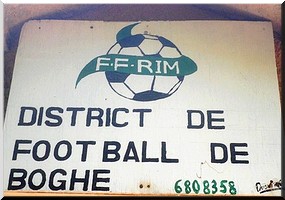 F-F-RIM
DISTRICT DE
FOOTBALL DE
BOGHE
6808358